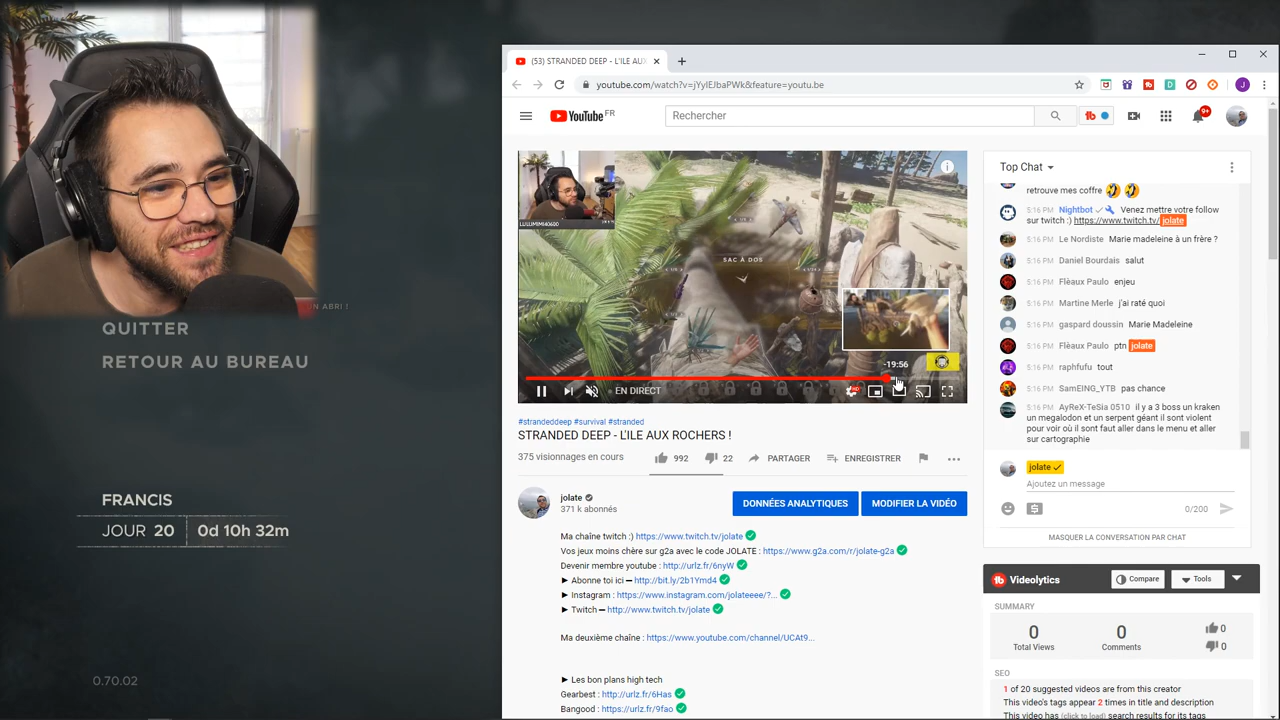 UN ABRI !
QUITTER
RETOUR AU BUREAU
FRANCIS
JOUR 20
0d 10h 32m
0.70.02
(53) STRANDED DEEP - L'ILE AUX
youtube.com/watch?v=jYyIEJbaPWk&feature=youtu.be
J
YouTube FR
Rechercher
tb
9+
LULUMIMI40600
SAC À DOS
-19:56
EN DIRECT
HD
#strandeddeep #survival #stranded
STRANDED DEEP - L'ILE AUX ROCHERS !
375 visionnages en cours
992
22
PARTAGER
ENREGISTRER
jolate
371 k abonnés
DONNÉES ANALYTIQUES
MODIFIER LA VIDÉO
Ma chaîne twitch :) https://www.twitch.tv/jolate
Vos jeux moins chère sur g2a avec le code JOLATE : https://www.g2a.com/r/jolate-g2a
Devenir membre youtube : http://urlz.fr/6nyW
► Abonne toi ici ━ http://bit.ly/2b1Ymd4
► Instagram : https://www.instagram.com/jolateeee/?...
► Twitch ━ http://www.twitch.tv/jolate
Ma deuxième chaîne : https://www.youtube.com/channel/UCAt9...
► Les bon plans high tech
Gearbest : http://urlz.fr/6Has
Bangood : https://urlz.fr/9fao
Top Chat
retrouve mes coffre
5:16 PM Nightbot Venez mettre votre follow
sur twitch :) https://www.twitch.tv/jolate
5:16 PM Le Nordiste Marie madeleine à un frère ?
5:16 PM Daniel Bourdais salut
5:16 PM Flèaux Paulo enjeu
5:16 PM Martine Merle j'ai raté quoi
5:16 PM gaspard doussin Marie Madeleine
5:16 PM Flèaux Paulo ptn jolate
5:16 PM raphfufu tout
5:16 PM SamEING_YTB pas chance
5:16 PM AyReX-TeSia 0510 il y a 3 boss un kraken
un megalodon et un serpent géant il sont violent
pour voir où il sont faut aller dans le menu et aller
sur cartographie
jolate
Ajoutez un message
0/200
MASQUER LA CONVERSATION PAR CHAT
tb Videolytics
Compare
Tools
SUMMARY
0
Total Views
0
Comments
0
0
SEO
1 of 20 suggested videos are from this creator
This video's tags appear 2 times in title and description
This video has (click to load) search results for its tags